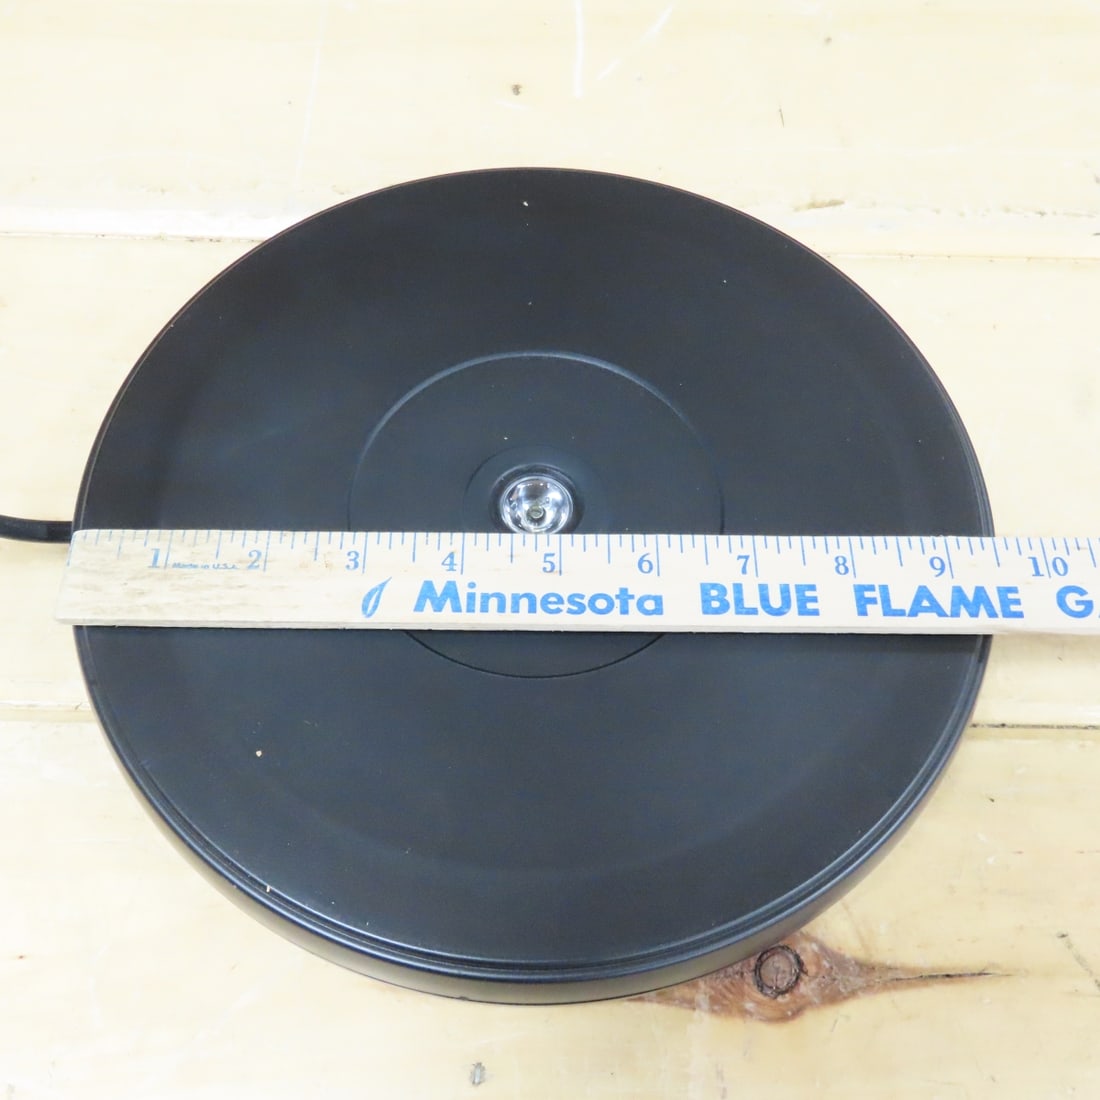 1 2 3 4 5 6 7 8 9 10
Made in U.S.A.
Minnesota BLUE FLAME G